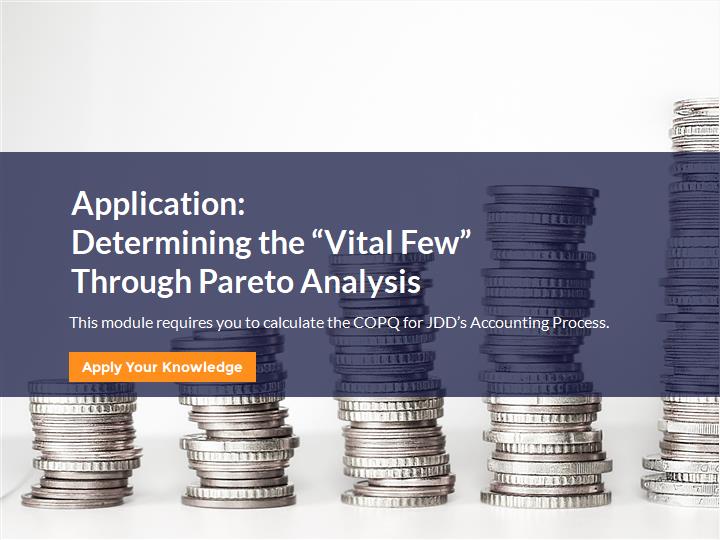 Application:
Determining the “Vital Few”
Through Pareto Analysis
This module requires you to calculate the COPQ for JDD’s Accounting Process.
Apply Your Knowledge